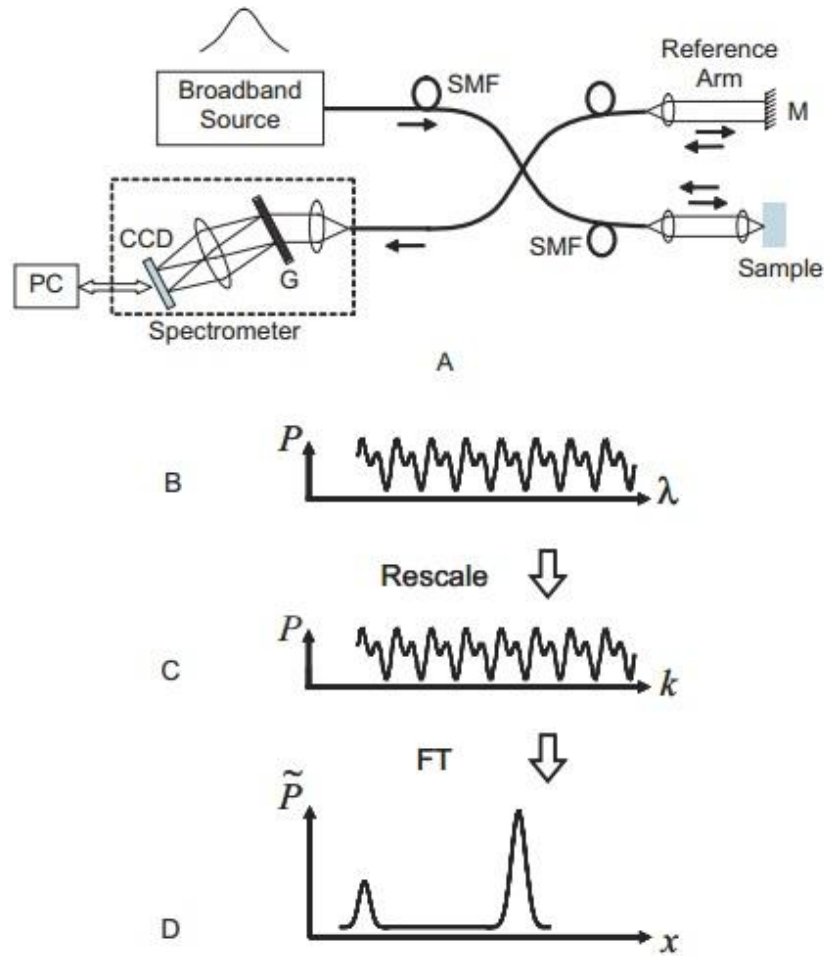 Broadband
Source
SMF
Reference
Arm
M
CCD
G
PC
Spectrometer
SMF
Sample
A
B
P
λ
Rescale
C
P
k
FT
D
P̃
x